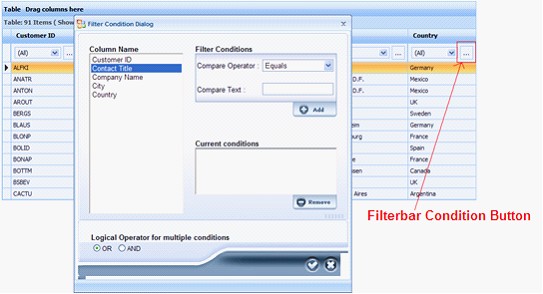 Table Drag columns here
Table: 91 Items ( Show
Customer ID
Country
(All)
...
(All)
...
ALFKI
Germany
ANATR
D.F.
Mexico
ANTON
D.F.
Mexico
AROUT
UK
BERGS
Sweden
BLAUS
Germany
BLONP
France
BOLID
Spain
BONAP
France
BOTTM
Canada
BSBEV
UK
CACTU
Aires
Argentina
Filter Condition Dialog
Column Name
Customer ID
Contact Title
Company Name
City
Country
Filter Conditions
Compare Operator :
Equals
Compare Text :
Add
Current conditions
Remove
Logical Operator for multiple conditions
OR
AND
Filterbar Condition Button